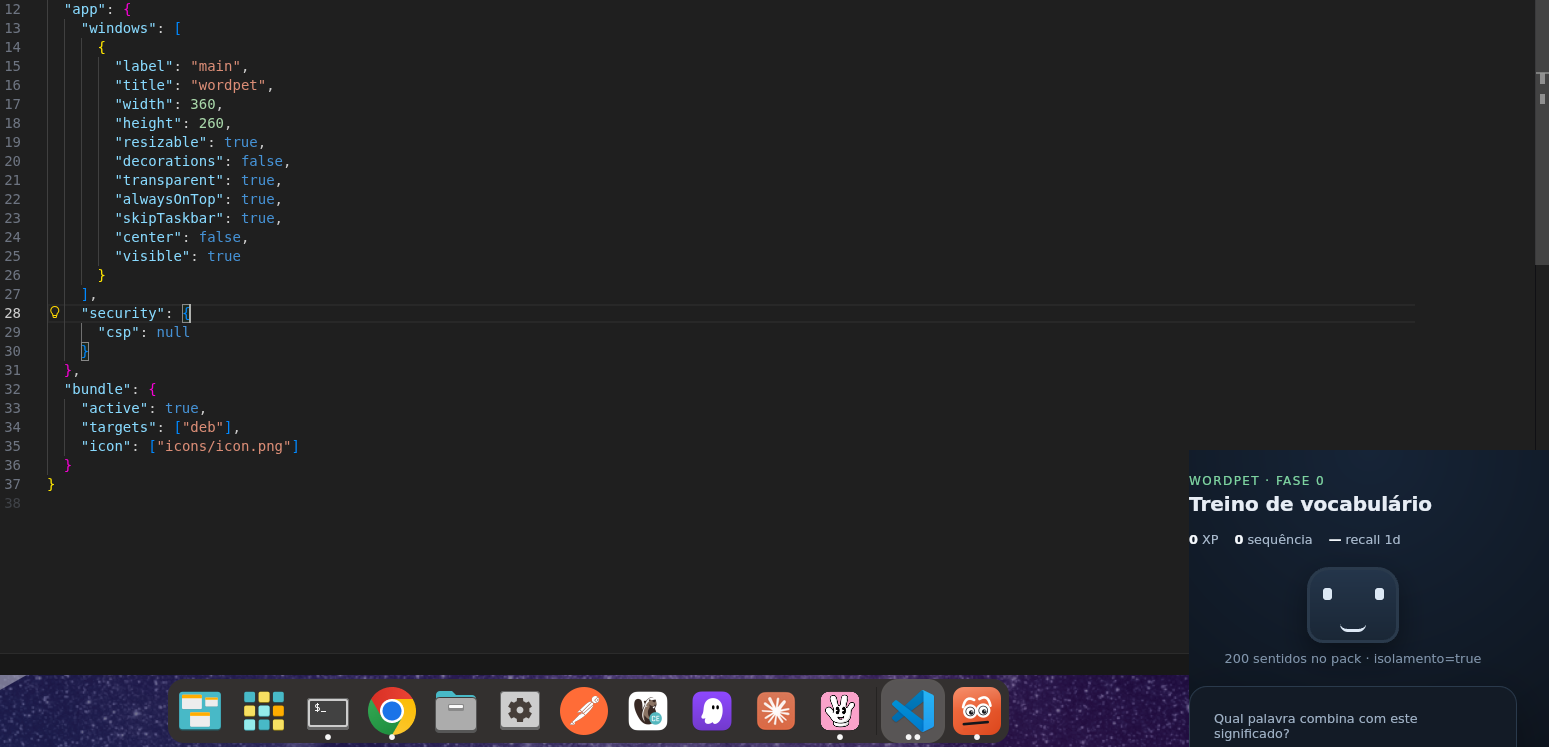 12 "app": {
13 "windows": [
14 {
15 "label": "main",
16 "title": "wordpet",
17 "width": 360,
18 "height": 260,
19 "resizable": true,
20 "decorations": false,
21 "transparent": true,
22 "alwaysOnTop": true,
23 "skipTaskbar": true,
24 "center": false,
25 "visible": true
26 }
27 ],
28 "security": {
29 "csp": null
30 }
31 },
32 "bundle": {
33 "active": true,
34 "targets": ["deb"],
35 "icon": ["icons/icon.png"]
36 }
37 }
38
WORDPET · FASE 0
Treino de vocabulário
0 XP 0 sequência — recall 1d
200 sentidos no pack · isolamento=true
Qual palavra combina com este
significado?
$_
CE